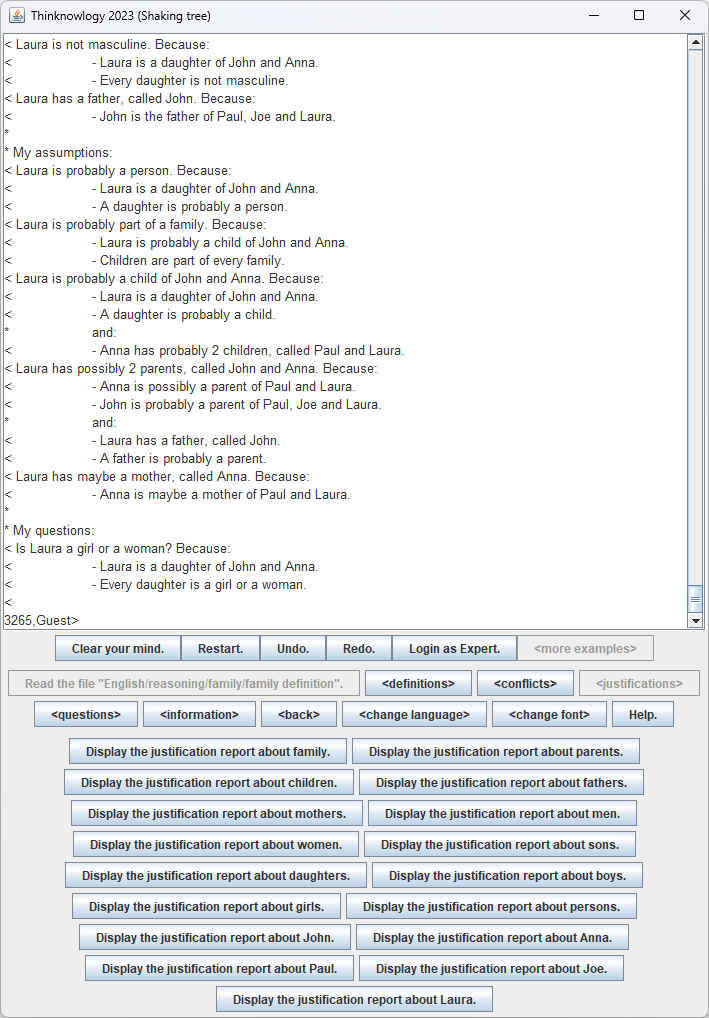 Thinknowlogy 2023 (Shaking tree)
< Laura is not masculine. Because:
< - Laura is a daughter of John and Anna.
< - Every daughter is not masculine.
< Laura has a father, called John. Because:
< - John is the father of Paul, Joe and Laura.
*
* My assumptions:
< Laura is probably a person. Because:
< - Laura is a daughter of John and Anna.
< - A daughter is probably a person.
< Laura is probably part of a family. Because:
< - Laura is probably a child of John and Anna.
< - Children are part of every family.
< Laura is probably a child of John and Anna. Because:
< - Laura is a daughter of John and Anna.
< - A daughter is probably a child.
* and:
< - Anna has probably 2 children, called Paul and Laura.
< Laura has possibly 2 parents, called John and Anna. Because:
< - Anna is possibly a parent of Paul and Laura.
< - John is probably a parent of Paul, Joe and Laura.
* and:
< - Laura has a father, called John.
< - A father is probably a parent.
< Laura has maybe a mother, called Anna. Because:
< - Anna is maybe a mother of Paul and Laura.
*
* My questions:
< Is Laura a girl or a woman? Because:
< - Laura is a daughter of John and Anna.
< - Every daughter is a girl or a woman.
<
3265,Guest>
Clear your mind. Restart. Undo. Redo. Login as Expert. <more examples>
Read the file "English/reasoning/family/family definition". <definitions> <conflicts> <justifications>
<questions> <information> <back> <change language> <change font> Help.
Display the justification report about family. Display the justification report about parents.
Display the justification report about children. Display the justification report about fathers.
Display the justification report about mothers. Display the justification report about men.
Display the justification report about women. Display the justification report about sons.
Display the justification report about daughters. Display the justification report about boys.
Display the justification report about girls. Display the justification report about persons.
Display the justification report about John. Display the justification report about Anna.
Display the justification report about Paul. Display the justification report about Joe.
Display the justification report about Laura.